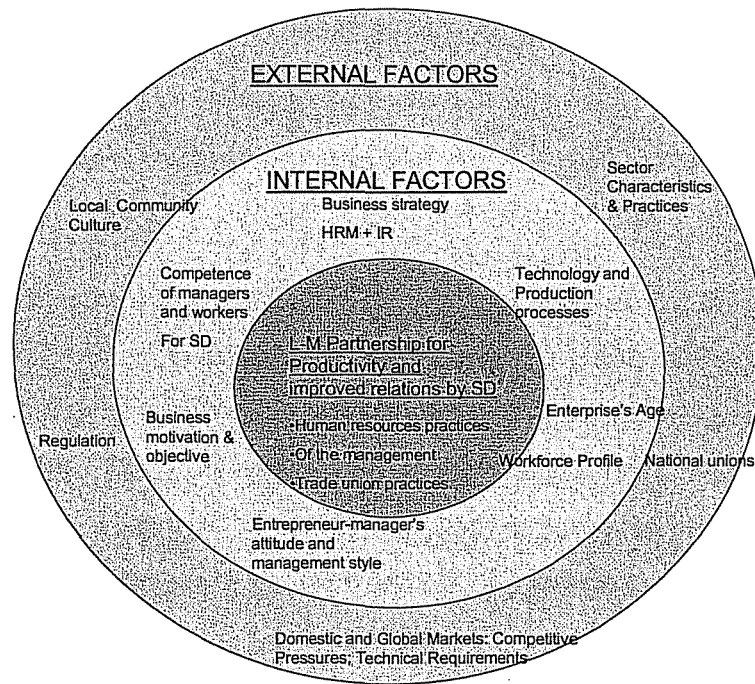 EXTERNAL FACTORS
Sector
Characteristics
& Practices
Local Community
Culture
INTERNAL FACTORS
Business strategy
HRM + IR
Competence
of managers
and workers
For SD
Technology and
Production
processes
L-M Partnership for
Productivity and
improved relations by SD
•Human resources practices
•Of the management
•Trade union practices
Enterprise's Age
Business
motivation &
objective
Regulation
Workforce Profile
National unions
Entrepreneur-manager's
attitude and
management style
Domestic and Global Markets: Competitive
Pressures; Technical Requirements